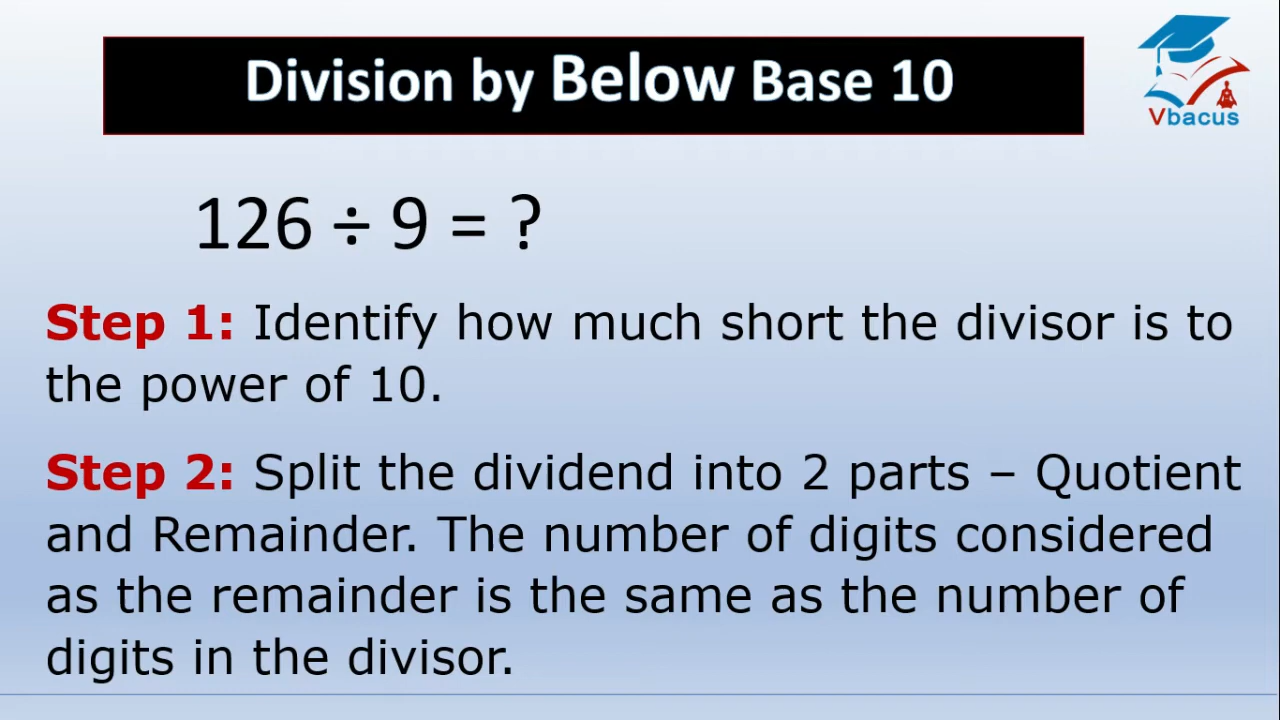 Division by Below Base 10
Vbacus
126 ÷ 9 = ?
Step 1: Identify how much short the divisor is to
the power of 10.
Step 2: Split the dividend into 2 parts – Quotient
and Remainder. The number of digits considered
as the remainder is the same as the number of
digits in the divisor.